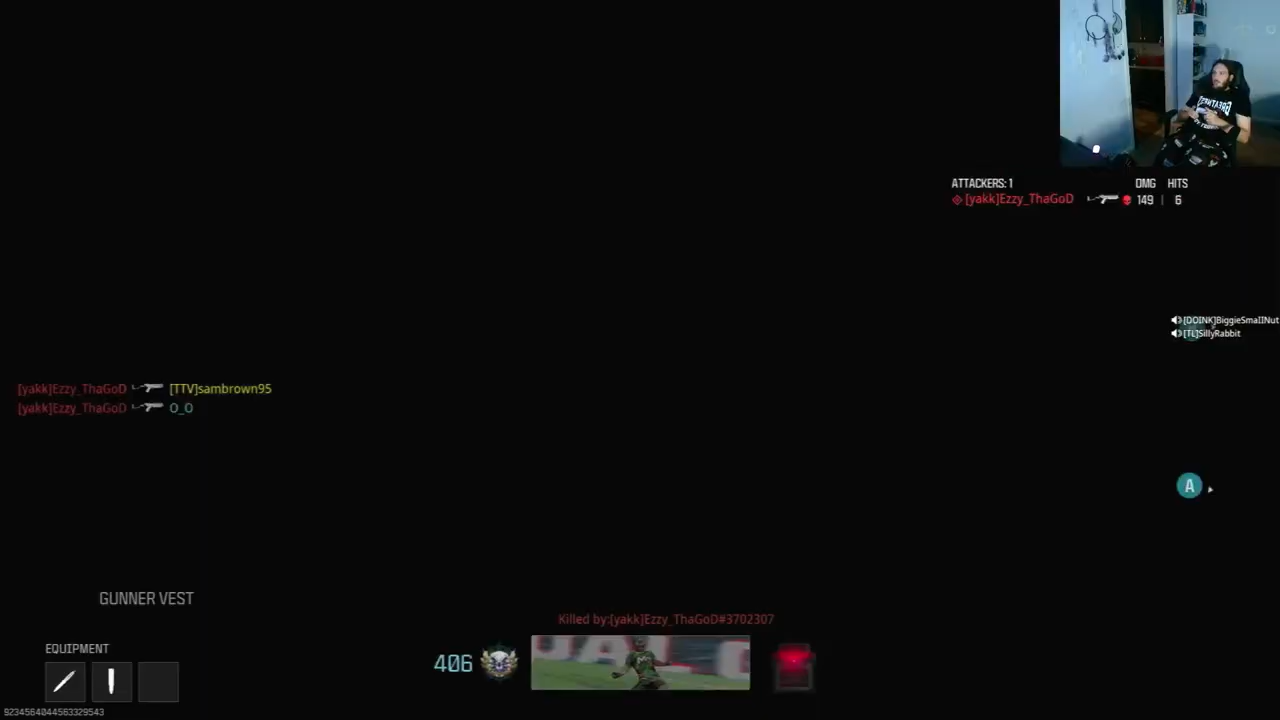 ATTACKERS: 1 DMG HITS
[yakk]Ezzy_ThaGoD 149 | 6
[DOINK]BiggieSmallNut
[TL]SillyRabbit
[yakk]Ezzy_ThaGoD [TTV]sambrown95
[yakk]Ezzy_ThaGoD O_O
A
GUNNER VEST
Killed by:[yakk]Ezzy_ThaGoD#3702307
EQUIPMENT
406